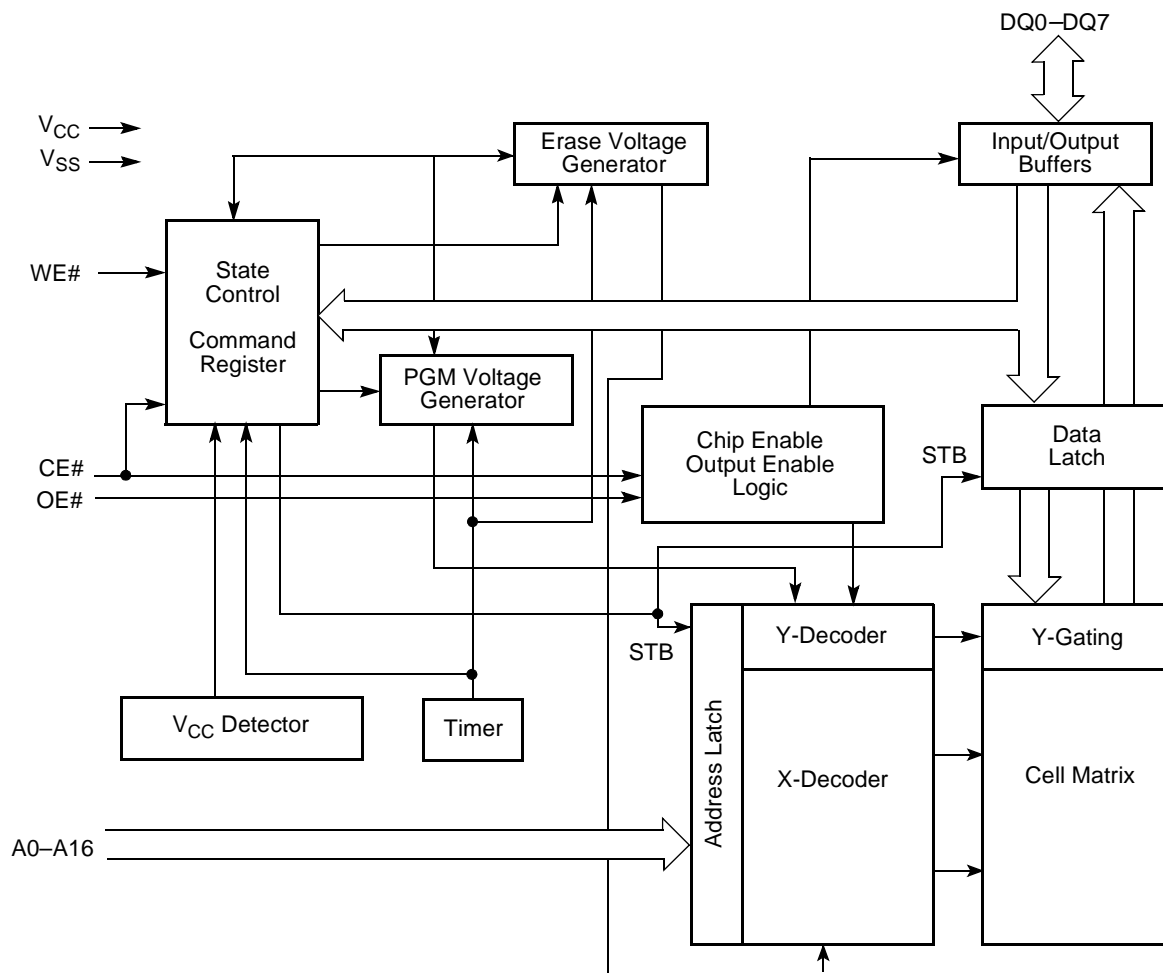 DQ0–DQ7
VCC
VSS
Erase Voltage
Generator
Input/Output
Buffers
WE#
State
Control
Command
Register
PGM Voltage
Generator
Chip Enable
Output Enable
Logic
STB
Data
Latch
CE#
OE#
STB
Y-Decoder
Y-Gating
VCC Detector
Timer
Address Latch
X-Decoder
Cell Matrix
A0–A16